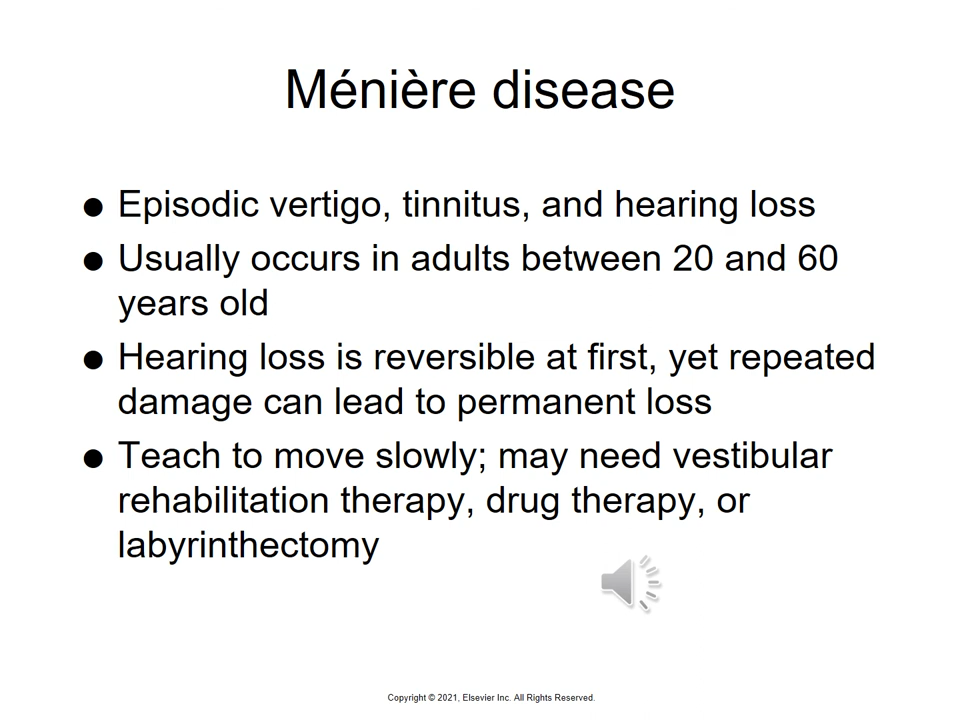 Ménière disease
● Episodic vertigo, tinnitus, and hearing loss
● Usually occurs in adults between 20 and 60
years old
● Hearing loss is reversible at first, yet repeated
damage can lead to permanent loss
● Teach to move slowly; may need vestibular
rehabilitation therapy, drug therapy, or
labyrinthectomy
Copyright © 2021, Elsevier Inc. All Rights Reserved.